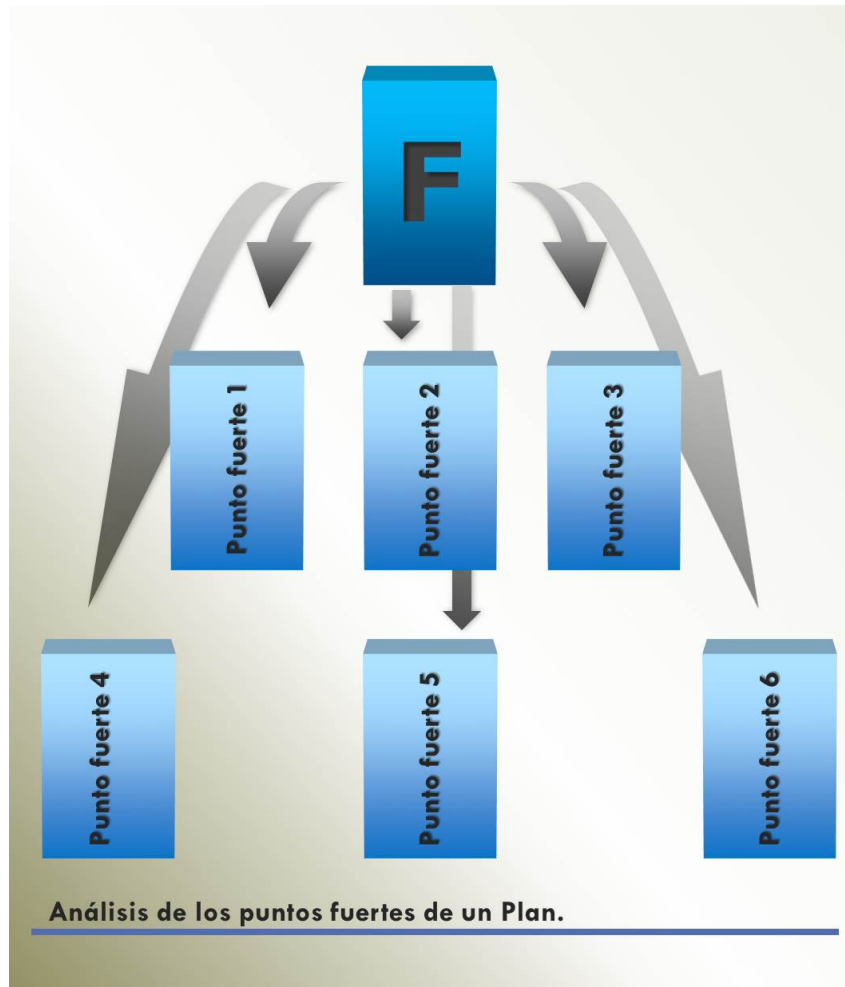 F
Punto fuerte 1
Punto fuerte 2
Punto fuerte 3
Punto fuerte 4
Punto fuerte 5
Punto fuerte 6
Análisis de los puntos fuertes de un Plan.